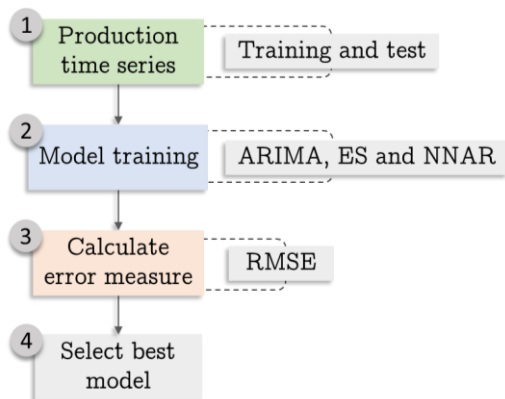 1
Production
time series
Training and test
2
Model training
ARIMA, ES and NNAR
3
Calculate
error measure
RMSE
4
Select best
model